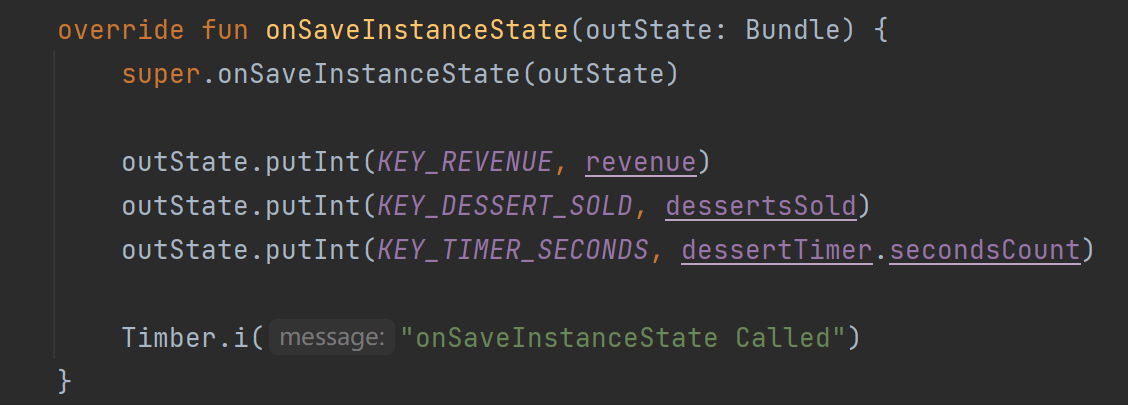 override fun onSaveInstanceState(outState: Bundle) {
super.onSaveInstanceState(outState)
outState.putInt(KEY_REVENUE, revenue)
outState.putInt(KEY_DESSERT_SOLD, dessertsSold)
outState.putInt(KEY_TIMER_SECONDS, dessertTimer.secondsCount)
Timber.i( message: "onSaveInstanceState Called")
}